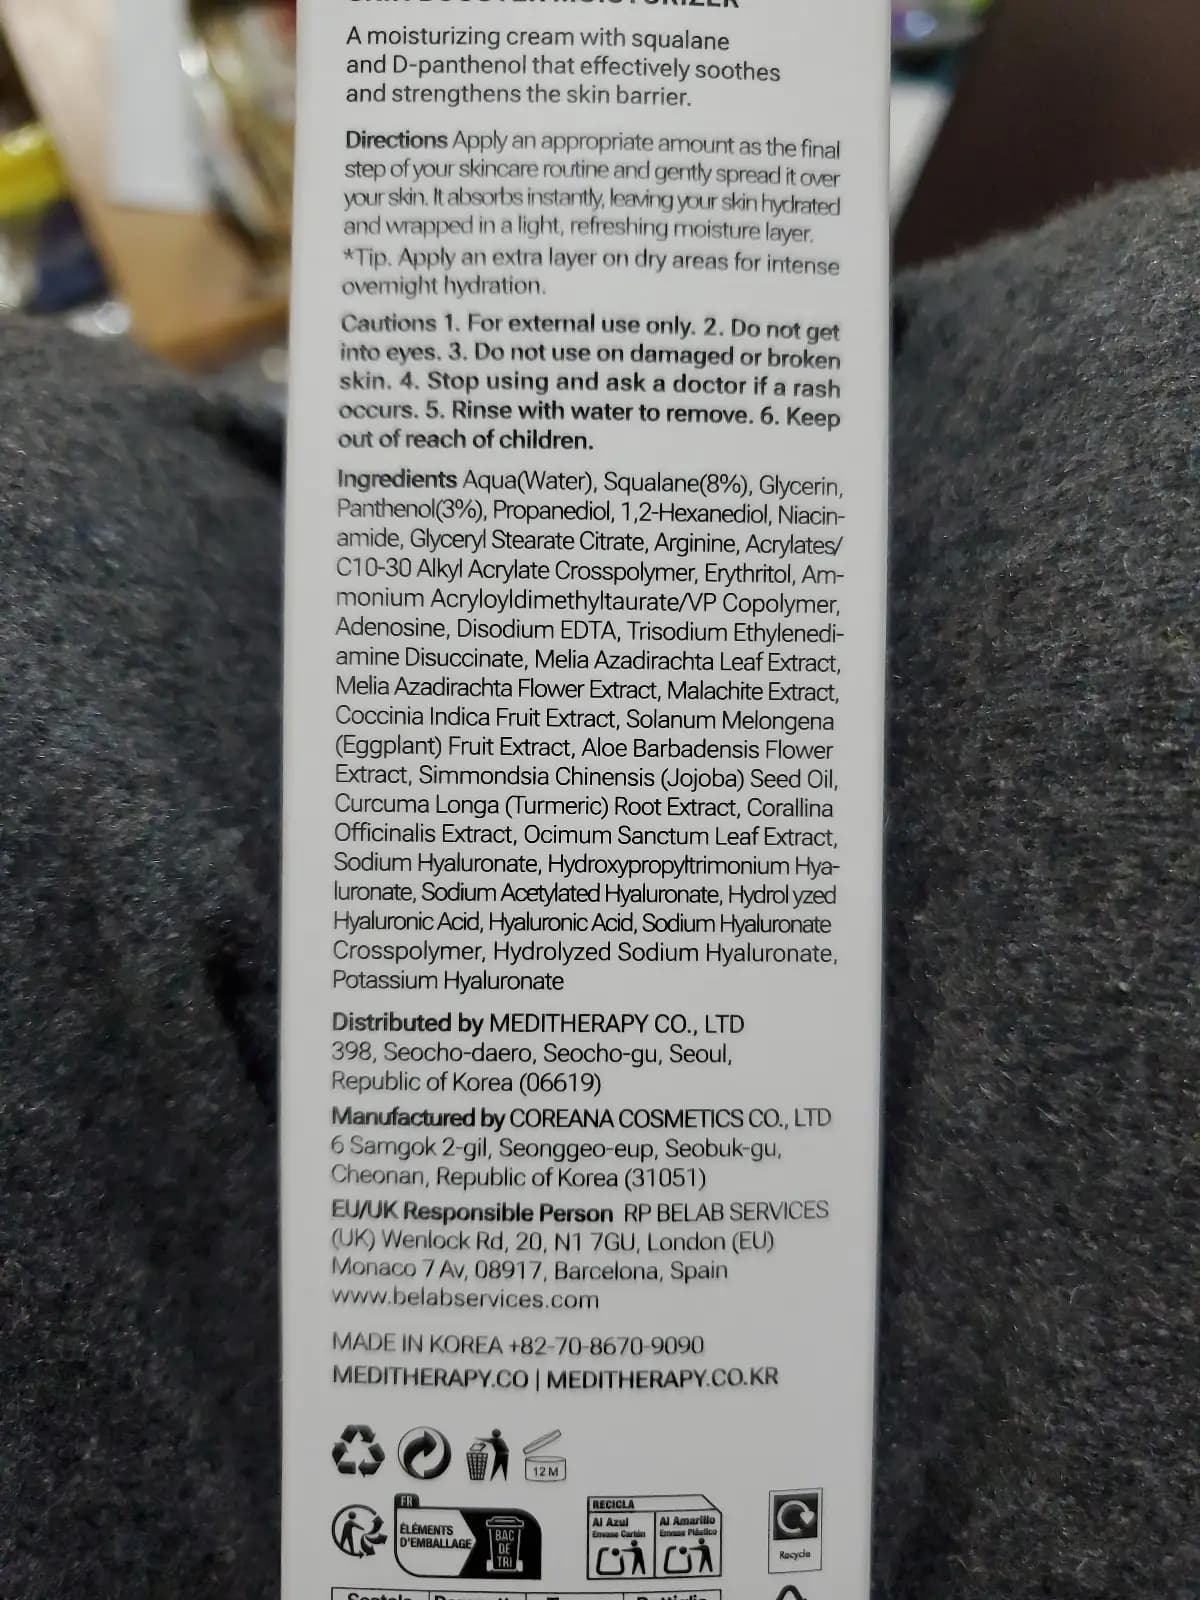 SKIN BOOSTER MOISTURIZER
A moisturizing cream with squalane
and D-panthenol that effectively soothes
and strengthens the skin barrier.
Directions Apply an appropriate amount as the final
step of your skincare routine and gently spread it over
your skin. It absorbs instantly, leaving your skin hydrated
and wrapped in a light, refreshing moisture layer.
*Tip. Apply an extra layer on dry areas for intense
overnight hydration.
Cautions 1. For external use only. 2. Do not get
into eyes. 3. Do not use on damaged or broken
skin. 4. Stop using and ask a doctor if a rash
occurs. 5. Rinse with water to remove. 6. Keep
out of reach of children.
Ingredients Aqua(Water), Squalane(8%), Glycerin,
Panthenol(3%), Propanediol, 1,2-Hexanediol, Niacin-
amide, Glyceryl Stearate Citrate, Arginine, Acrylates/
C10-30 Alkyl Acrylate Crosspolymer, Erythritol, Am-
monium Acryloyldimethyltaurate/VP Copolymer,
Adenosine, Disodium EDTA, Trisodium Ethylenedi-
amine Disuccinate, Melia Azadirachta Leaf Extract,
Melia Azadirachta Flower Extract, Malachite Extract,
Coccinia Indica Fruit Extract, Solanum Melongena
(Eggplant) Fruit Extract, Aloe Barbadensis Flower
Extract, Simmondsia Chinensis (Jojoba) Seed Oil,
Curcuma Longa (Turmeric) Root Extract, Corallina
Officinalis Extract, Ocimum Sanctum Leaf Extract,
Sodium Hyaluronate, Hydroxypropyltrimonium Hya-
luronate, Sodium Acetylated Hyaluronate, Hydrolyzed
Hyaluronic Acid, Hyaluronic Acid, Sodium Hyaluronate
Crosspolymer, Hydrolyzed Sodium Hyaluronate,
Potassium Hyaluronate
Distributed by MEDITHERAPY CO., LTD
398, Seocho-daero, Seocho-gu, Seoul,
Republic of Korea (06619)
Manufactured by COREANA COSMETICS CO., LTD
6 Samgok 2-gil, Seonggeo-eup, Seobuk-gu,
Cheonan, Republic of Korea (31051)
EU/UK Responsible Person RP BELAB SERVICES
(UK) Wenlock Rd, 20, N1 7GU, London (EU)
Monaco 7 Av, 08917, Barcelona, Spain
www.belabservices.com
MADE IN KOREA +82-70-8670-9090
MEDITHERAPY.CO | MEDITHERAPY.CO.KR
12 M
FR
ÉLÉMENTS
D'EMBALLAGE
BAC
DE
TRI
RECICLA
Al Azul Al Amarillo
Envase Cartón Envase Plástico
Recycle